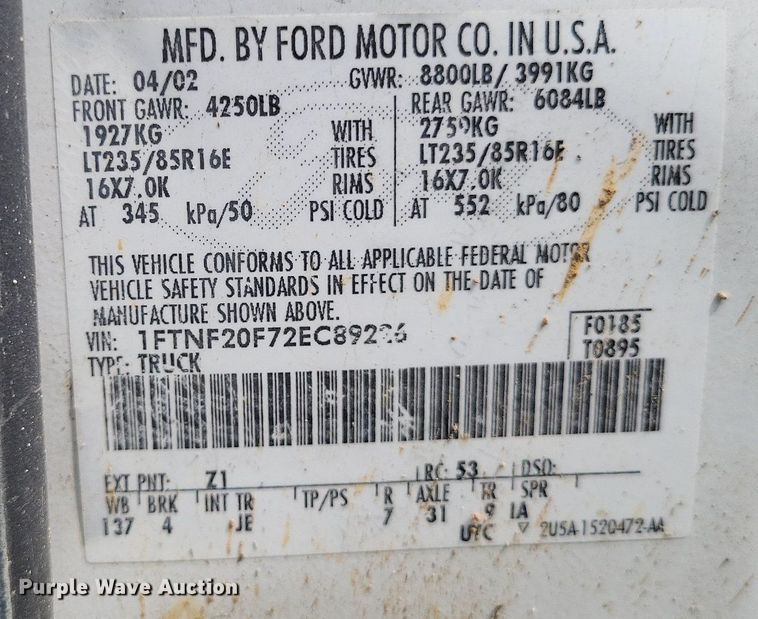 MFD. BY FORD MOTOR CO. IN U.S.A.
DATE: 04/02 GVWR: 8800LB/ 3991KG
FRONT GAWR: 4250LB REAR GAWR: 6084LB
1927KG WITH 2759KG WITH
LT235/85R16E TIRES LT235/85R16E TIRES
16X7.0K RIMS 16X7.0K RIMS
AT 345 kPa/50 PSI COLD AT 552 kPa/80 PSI COLD
THIS VEHICLE CONFORMS TO ALL APPLICABLE FEDERAL MOTOR
VEHICLE SAFETY STANDARDS IN EFFECT ON THE DATE OF
MANUFACTURE SHOWN ABOVE.
VIN: F0185
TYPE: TRUCK T0895
EXT PNT: Z1 RC: 53 DSO:
WB BRK INT TR TP/PS R AXLE TR SPR
137 4 JE 7 31 9 LA
UTC ▽ 2U5A-1520472-AA
Purple Wave Auction